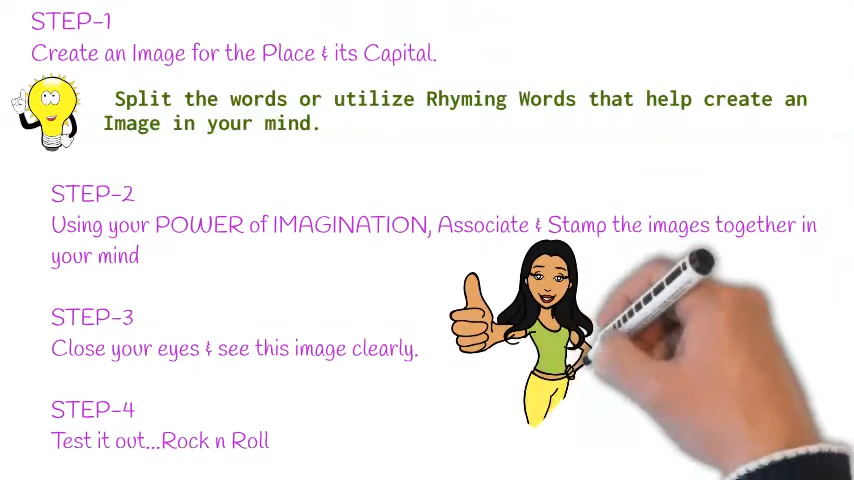 STEP-1
Create an Image for the Place & its Capital.
Split the words or utilize Rhyming Words that help create an
Image in your mind.
STEP-2
Using your POWER of IMAGINATION, Associate & Stamp the images together in
your mind
STEP-3
Close your eyes & see this image clearly.
STEP-4
Test it out...Rock n Roll